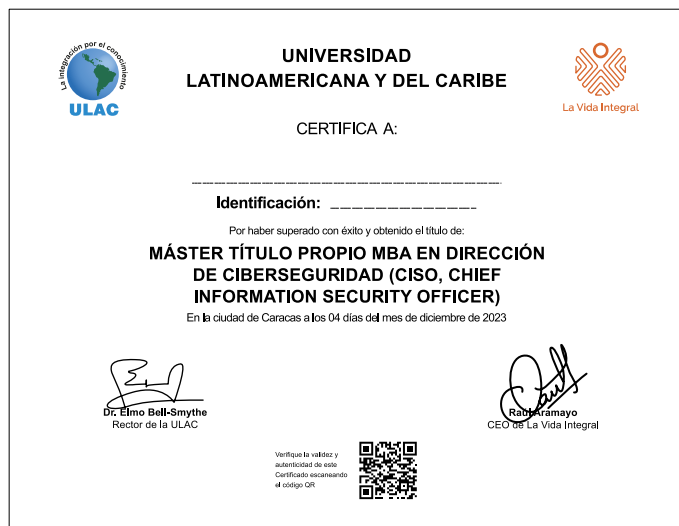 La integración por el conocimiento
ULAC
UNIVERSIDAD
LATINOAMERICANA Y DEL CARIBE
La Vida Integral
CERTIFICA A:
Identificación:
Por haber superado con éxito y obtenido el título de:
MÁSTER TÍTULO PROPIO MBA EN DIRECCIÓN
DE CIBERSEGURIDAD (CISO, CHIEF
INFORMATION SECURITY OFFICER)
En la ciudad de Caracas a los 04 días del mes de diciembre de 2023
Dr. Elmo Bell-Smythe
Rector de la ULAC
Raúl Aramayo
CEO de La Vida Integral
Verifique la validez y
autenticidad de este
Certificado escaneando
el código QR